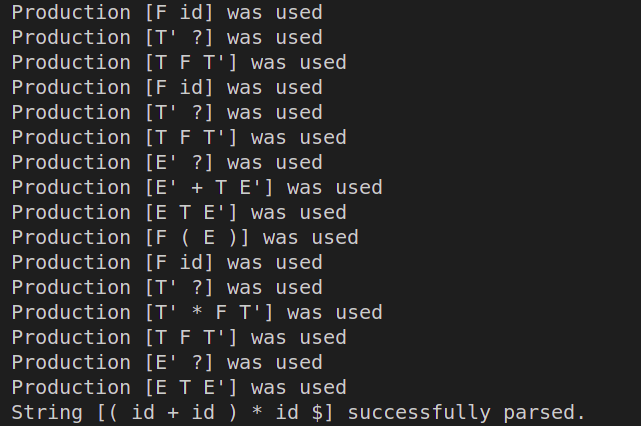 Production [F id] was used
Production [T' ?] was used
Production [T F T'] was used
Production [F id] was used
Production [T' ?] was used
Production [T F T'] was used
Production [E' ?] was used
Production [E' + T E'] was used
Production [E T E'] was used
Production [F ( E )] was used
Production [F id] was used
Production [T' ?] was used
Production [T' * F T'] was used
Production [T F T'] was used
Production [E' ?] was used
Production [E T E'] was used
String [( id + id ) * id $] successfully parsed.